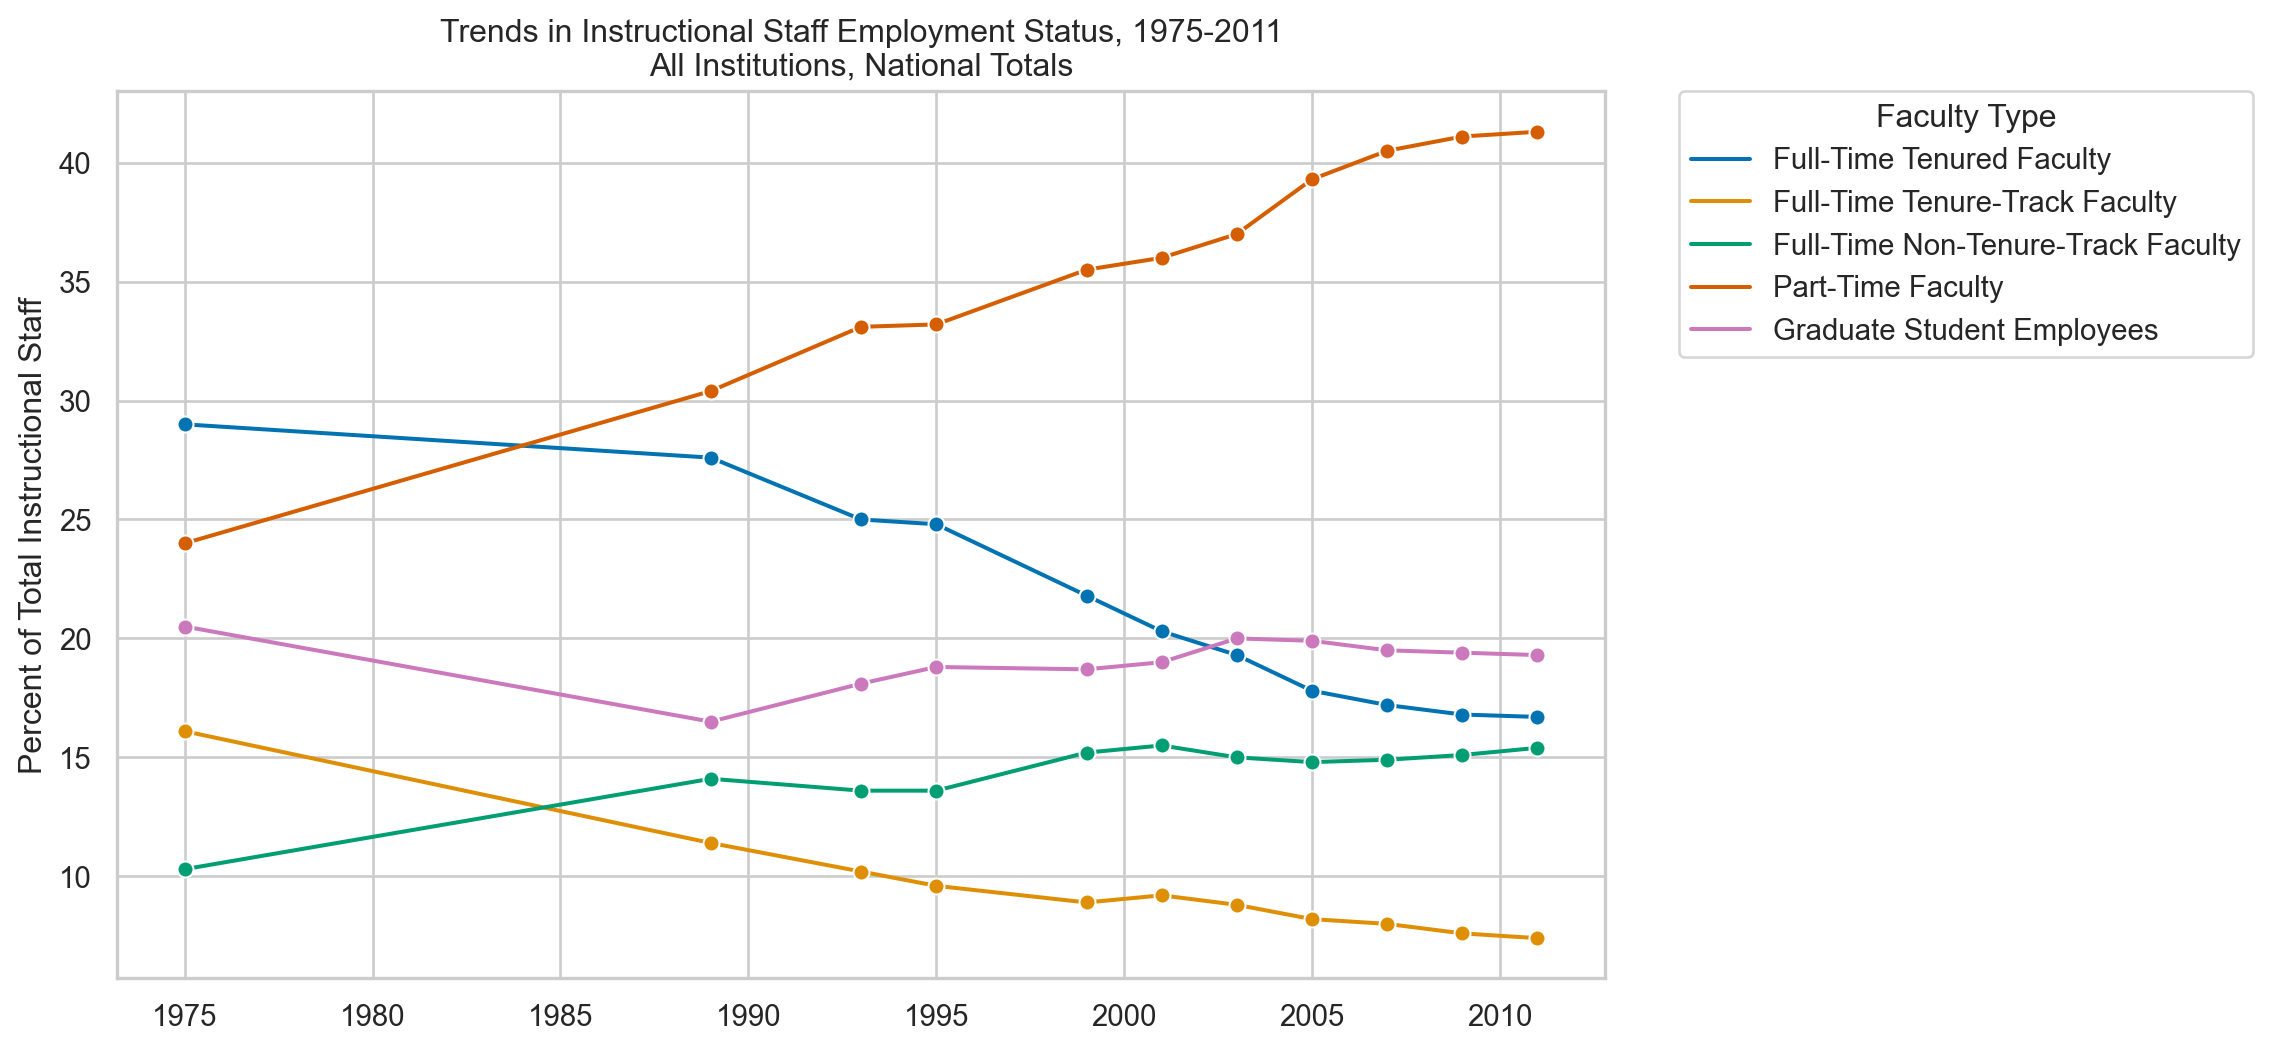 Trends in Instructional Staff Employment Status, 1975-2011
All Institutions, National Totals
Percent of Total Instructional Staff
40
35
30
25
20
15
10
1975
1980
1985
1990
1995
2000
2005
2010
Faculty Type
Full-Time Tenured Faculty
Full-Time Tenure-Track Faculty
Full-Time Non-Tenure-Track Faculty
Part-Time Faculty
Graduate Student Employees